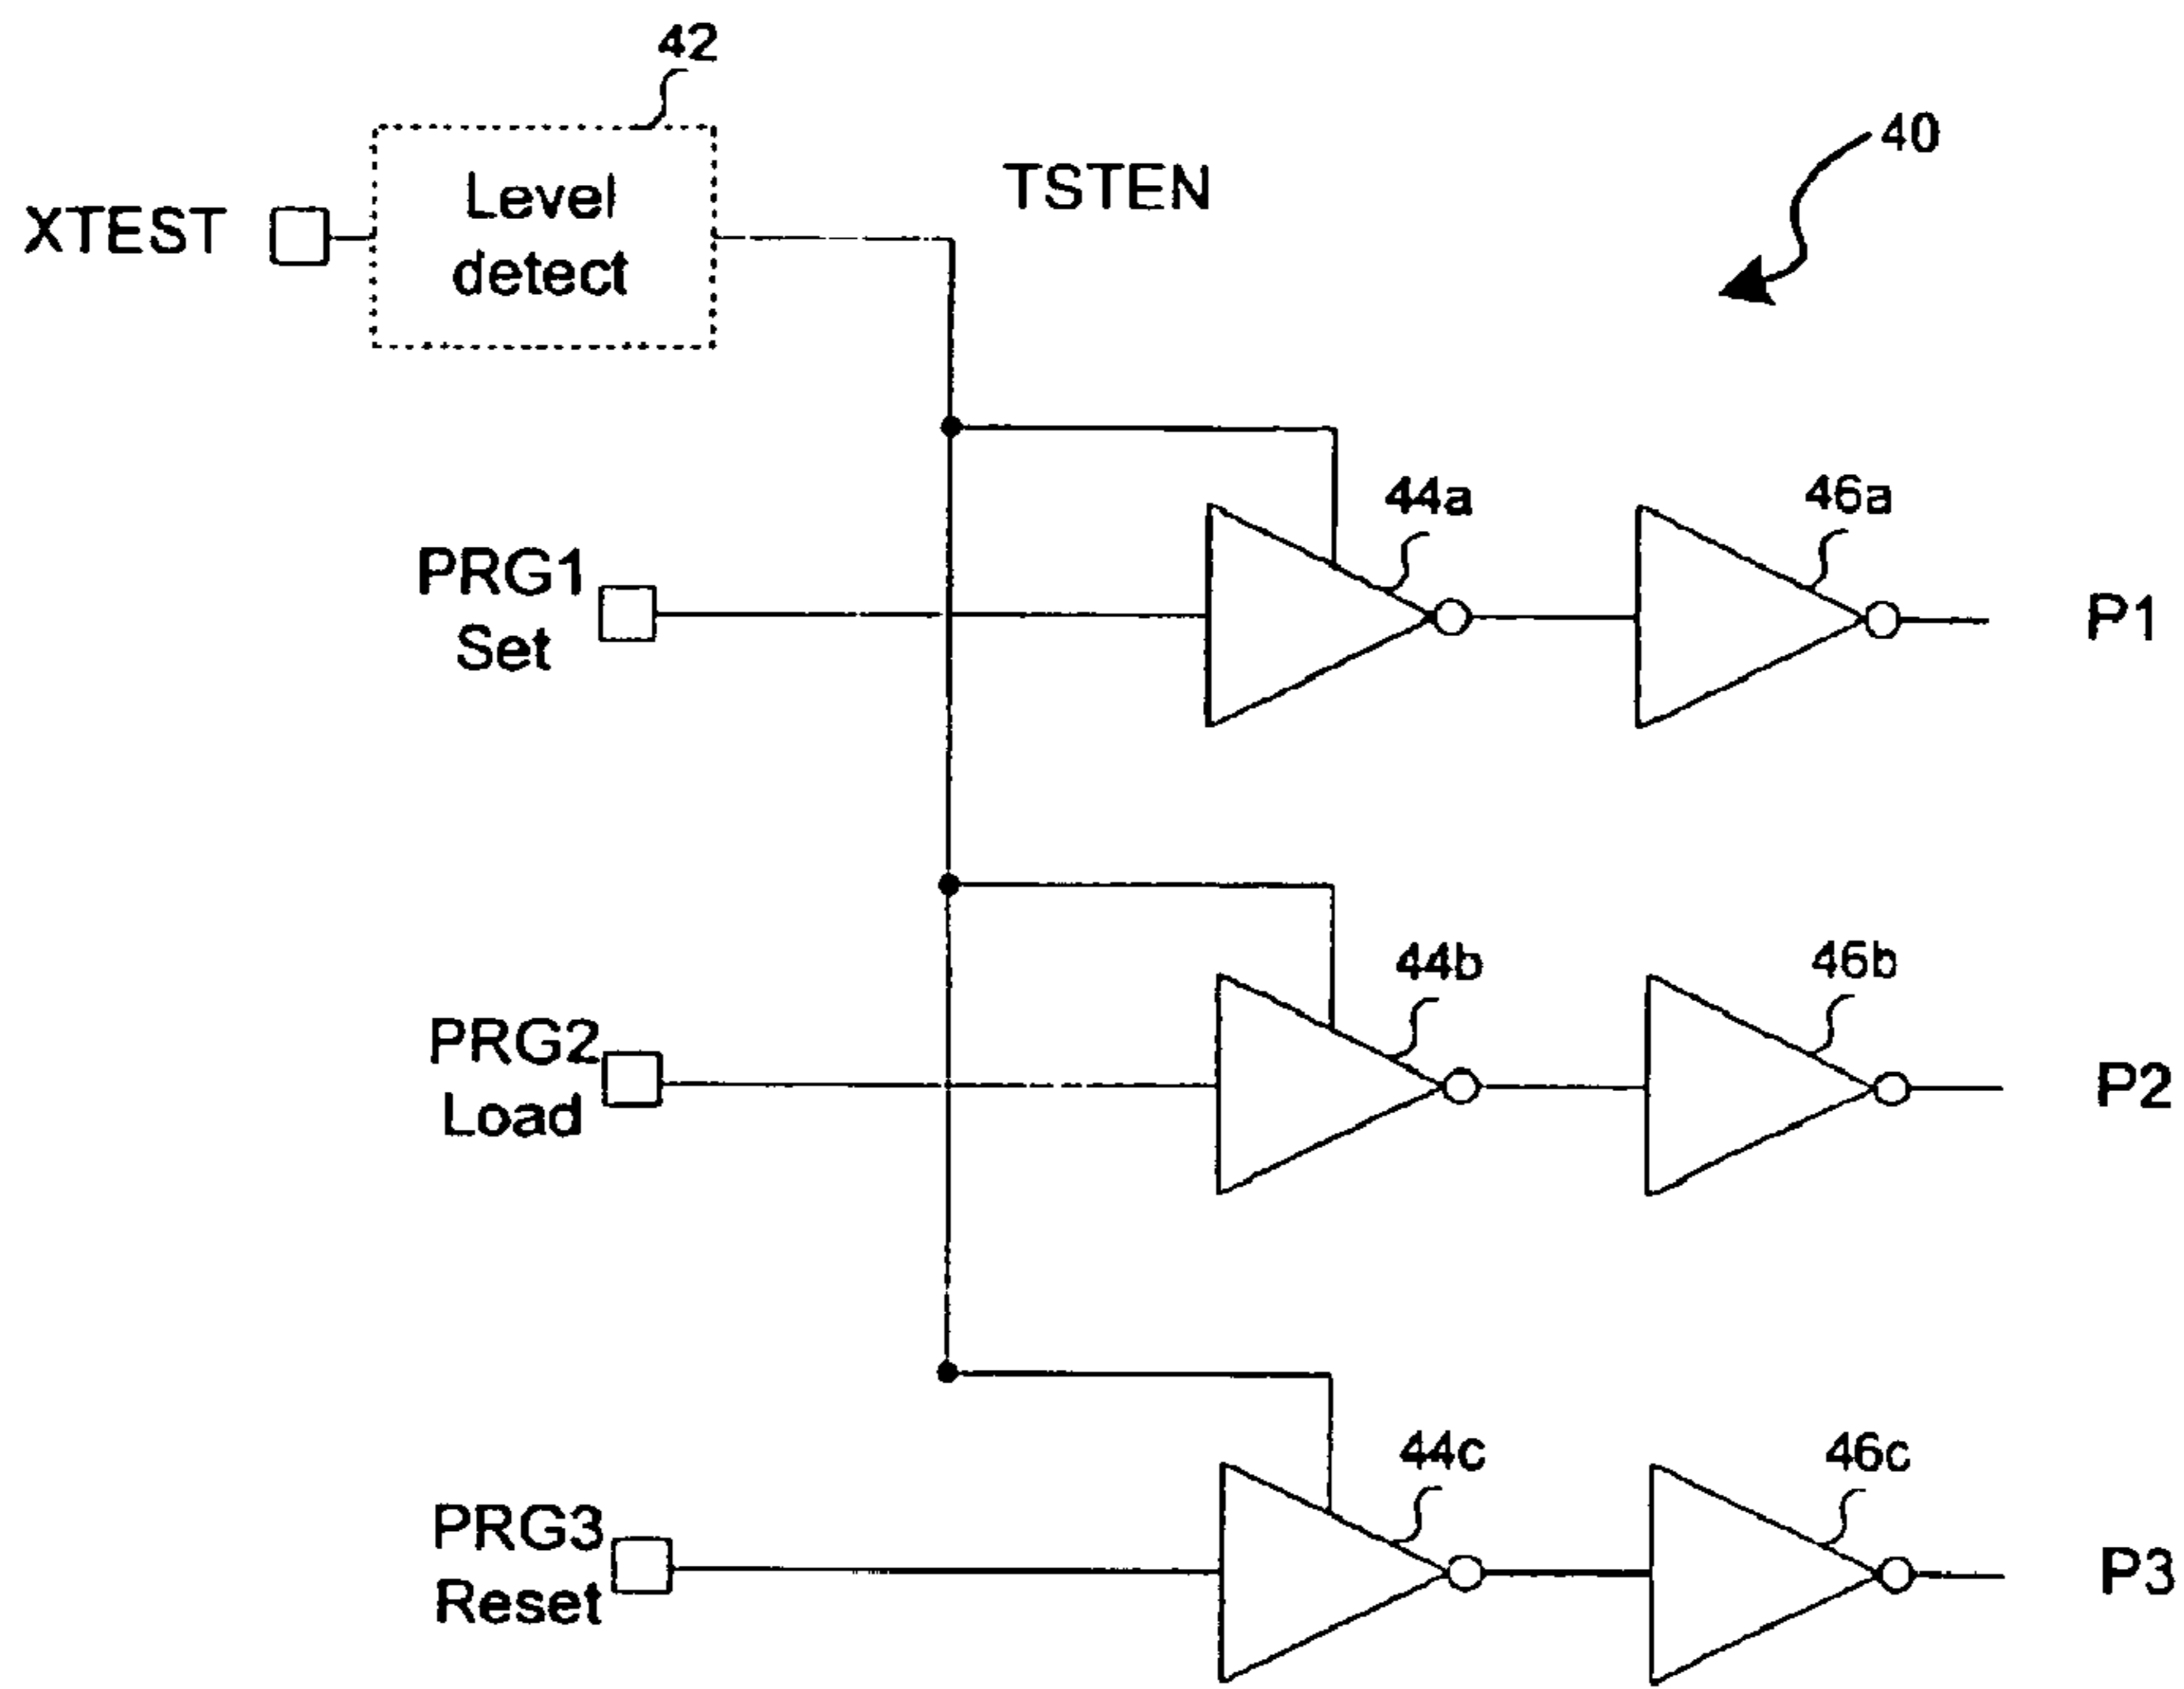 42
40
TSTEN
XTEST
Level
detect
44a
46a
PRG1
Set
P1
44b
46b
PRG2
Load
P2
44c
46c
PRG3
Reset
P3